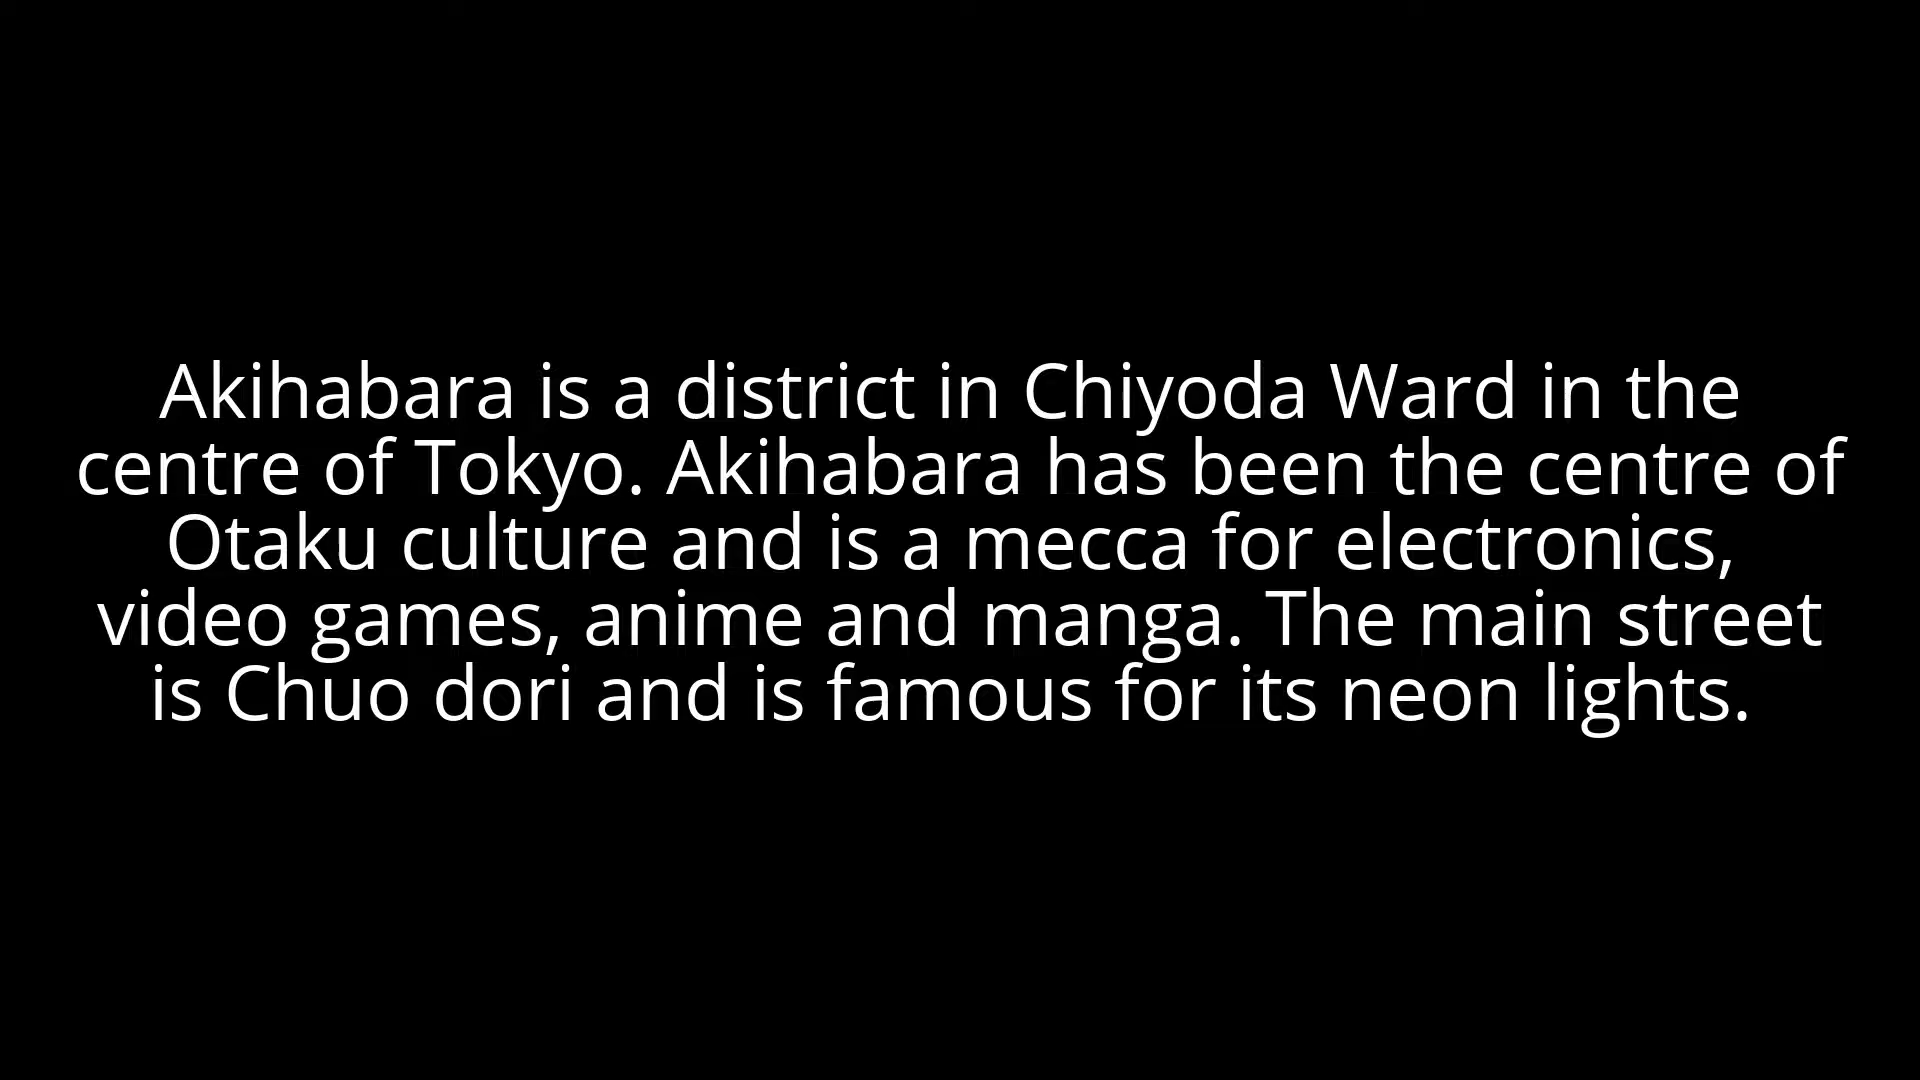 Akihabara is a district in Chiyoda Ward in the
centre of Tokyo. Akihabara has been the centre of
Otaku culture and is a mecca for electronics,
video games, anime and manga. The main street
is Chuo dori and is famous for its neon lights.